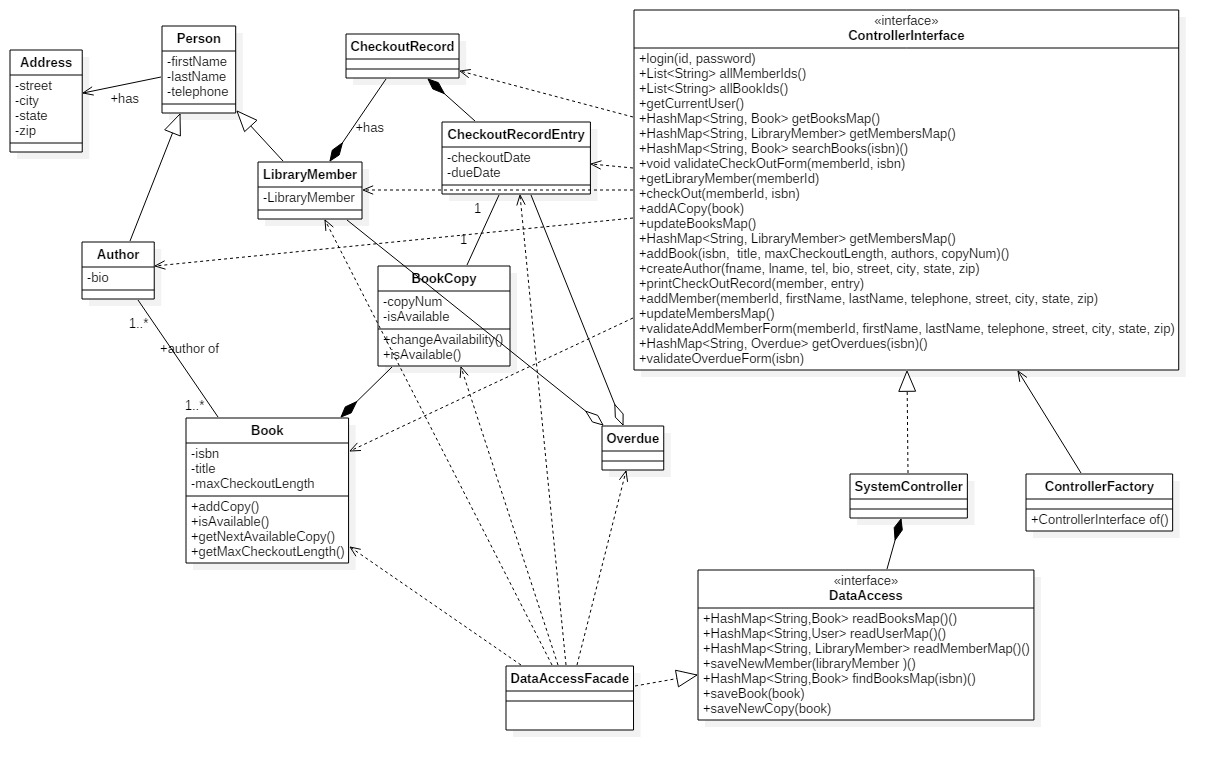 Address
-street
-city
-state
-zip
+has
Person
-firstName
-lastName
-telephone
CheckoutRecord
+has
CheckoutRecordEntry
-checkoutDate
-dueDate
LibraryMember
-LibraryMember
1
1
Author
-bio
1..*
+author of
1..*
BookCopy
-copyNum
-isAvailable
+changeAvailability()
+isAvailable()
Book
-isbn
-title
-maxCheckoutLength
+addCopy()
+isAvailable()
+getNextAvailableCopy()
+getMaxCheckoutLength()
Overdue
«interface»
ControllerInterface
+login(id, password)
+List<String> allMemberIds()
+List<String> allBookIds()
+getCurrentUser()
+HashMap<String, Book> getBooksMap()
+HashMap<String, LibraryMember> getMembersMap()
+HashMap<String, Book> searchBooks(isbn)()
+void validateCheckOutForm(memberId, isbn)
+getLibraryMember(memberId)
+checkOut(memberId, isbn)
+addACopy(book)
+updateBooksMap()
+HashMap<String, LibraryMember> getMembersMap()
+addBook(isbn,  title, maxCheckoutLength, authors, copyNum)()
+createAuthor(fname, lname, tel, bio, street, city, state, zip)
+printCheckOutRecord(member, entry)
+addMember(memberId, firstName, lastName, telephone, street, city, state, zip)
+updateMembersMap()
+validateAddMemberForm(memberId, firstName, lastName, telephone, street, city, state, zip)
+HashMap<String, Overdue> getOverdues(isbn)()
+validateOverdueForm(isbn)
SystemController
ControllerFactory
+ControllerInterface of()
«interface»
DataAccess
+HashMap<String,Book> readBooksMap()()
+HashMap<String,User> readUserMap()()
+HashMap<String, LibraryMember> readMemberMap()()
+saveNewMember(libraryMember )()
+HashMap<String,Book> findBooksMap(isbn)()
+saveBook(book)
+saveNewCopy(book)
DataAccessFacade